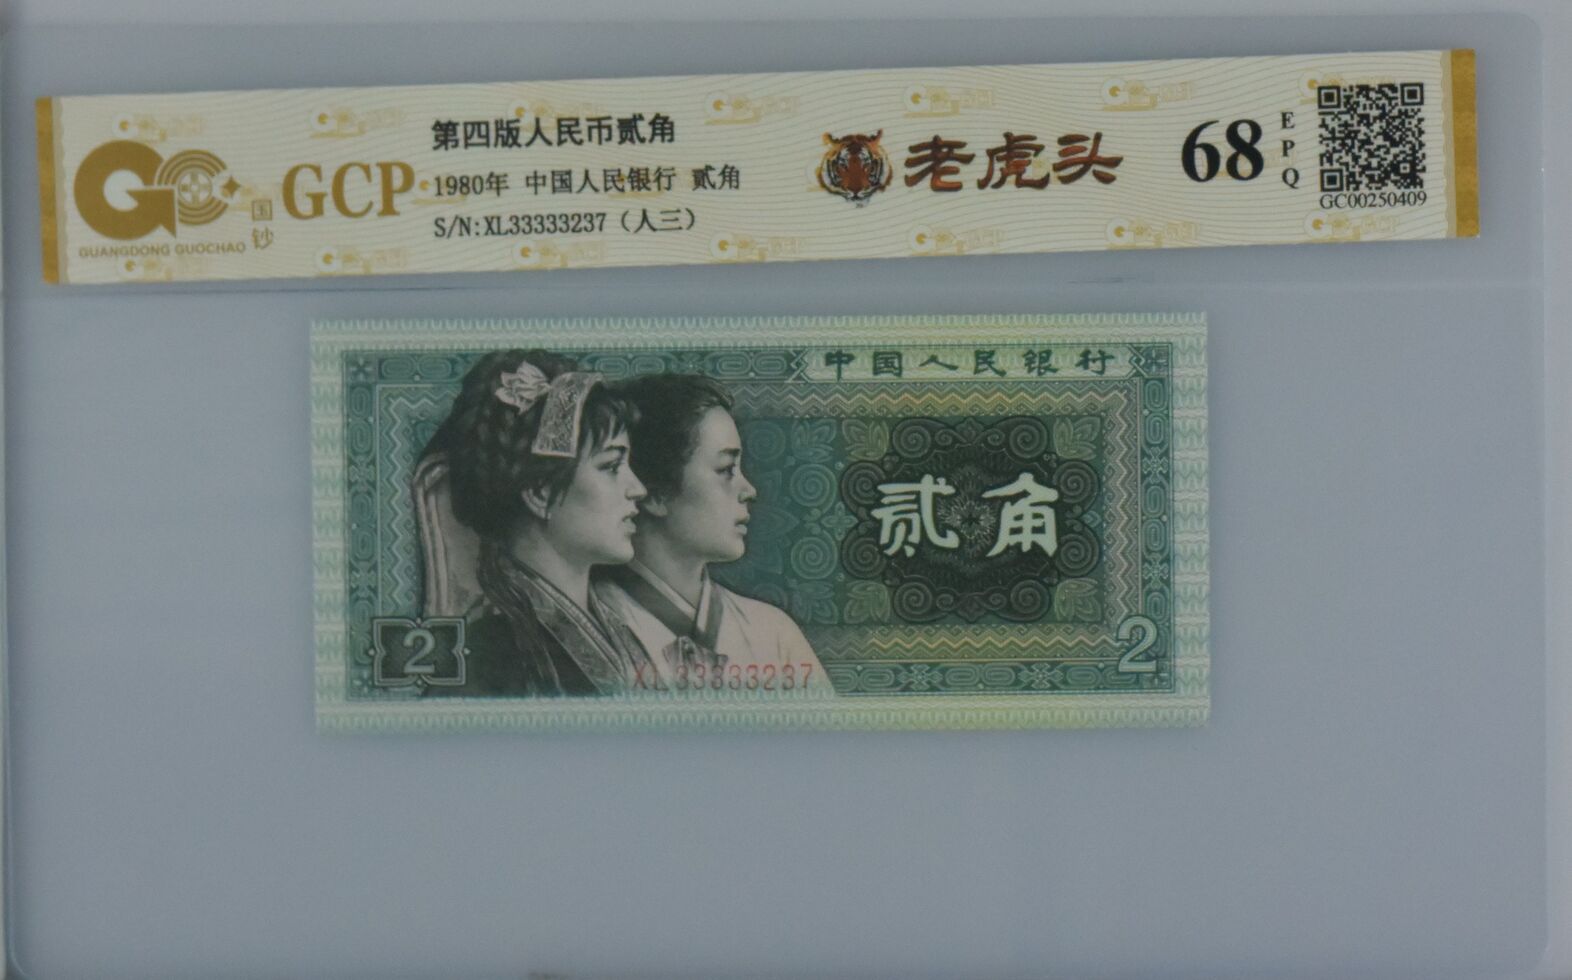 GUANGDONG GUOCHAO
国钞
GCP
第四版人民币贰角
1980年 中国人民银行 贰角
S/N:XL33333237（人三）
老虎头
68
EPQ
GC00250409
中国人民银行
贰角
2
2
XL 33333237